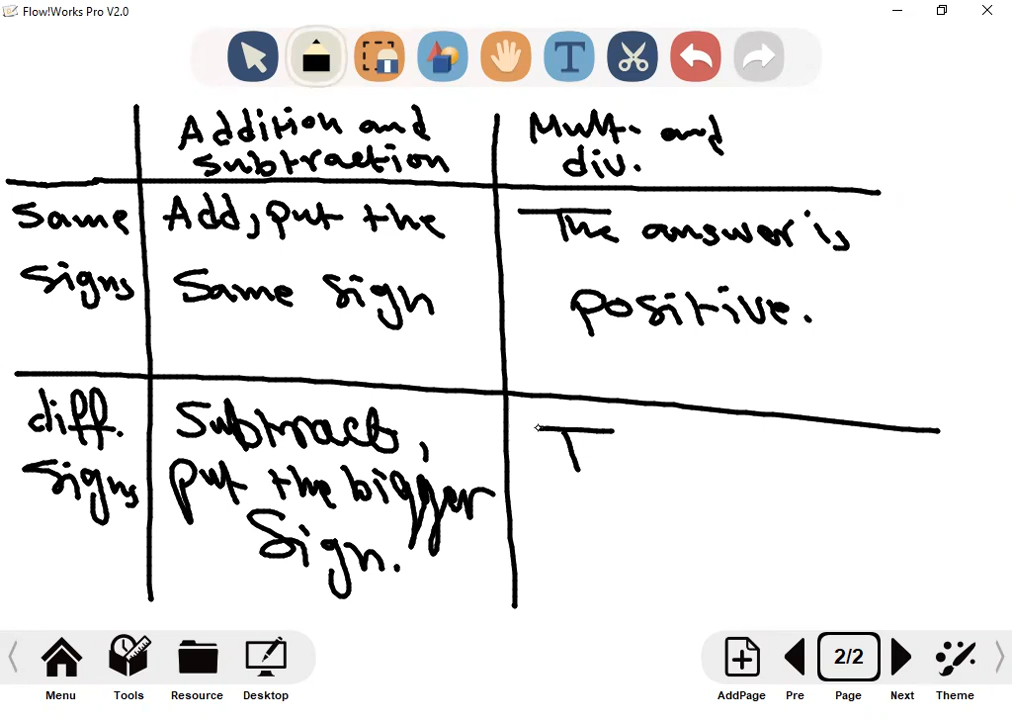 Flow!Works Pro V2.0
T
Addition and
subtraction
Mult. and
div.
Same
signs
Add, put the
Same sign
The answer is
positive.
diff.
signs
Subtract,
put the bigger
Sign.
T
Menu
Tools
Resource
Desktop
2/2
AddPage
Pre
Page
Next
Theme